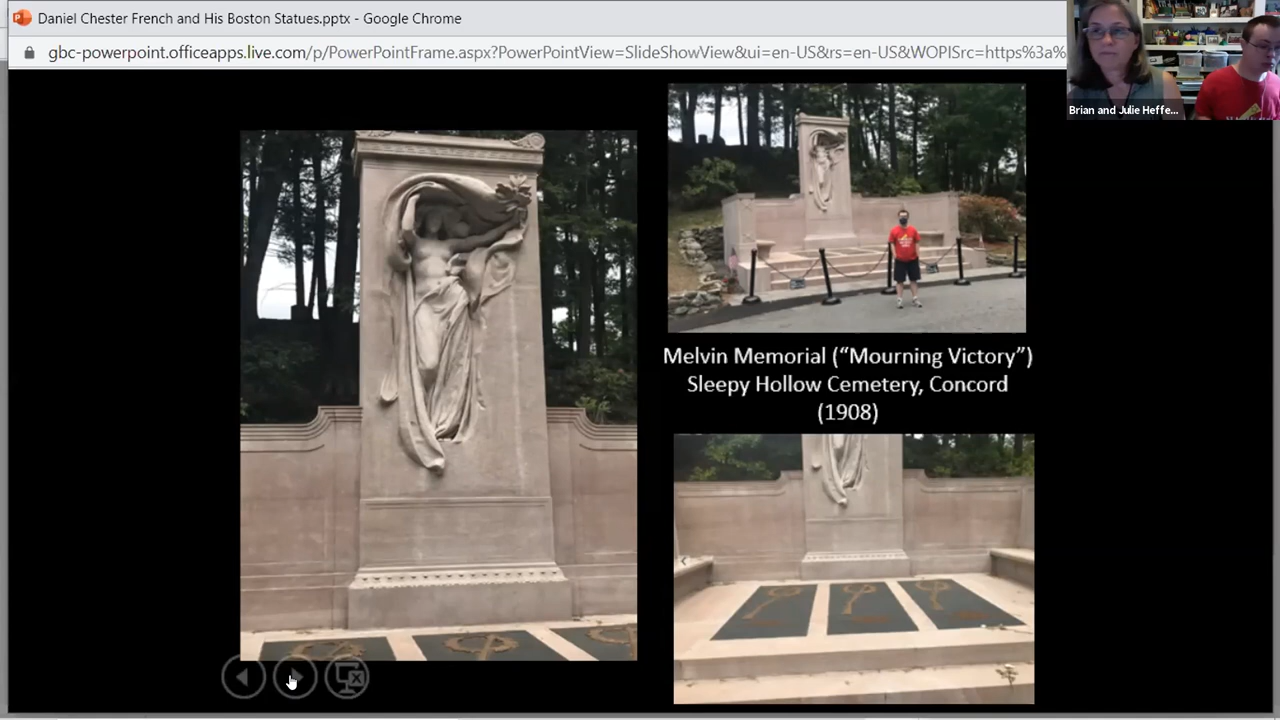 Daniel Chester French and His Boston Statues.pptx - Google Chrome
gbc-powerpoint.officeapps.live.com/p/PowerPointFrame.aspx?PowerPointView=SlideShowView&ui=en-US&rs=en-US&WOPISrc=https%3a%
Brian and Julie Heffe...
Melvin Memorial (“Mourning Victory”)
Sleepy Hollow Cemetery, Concord
(1908)